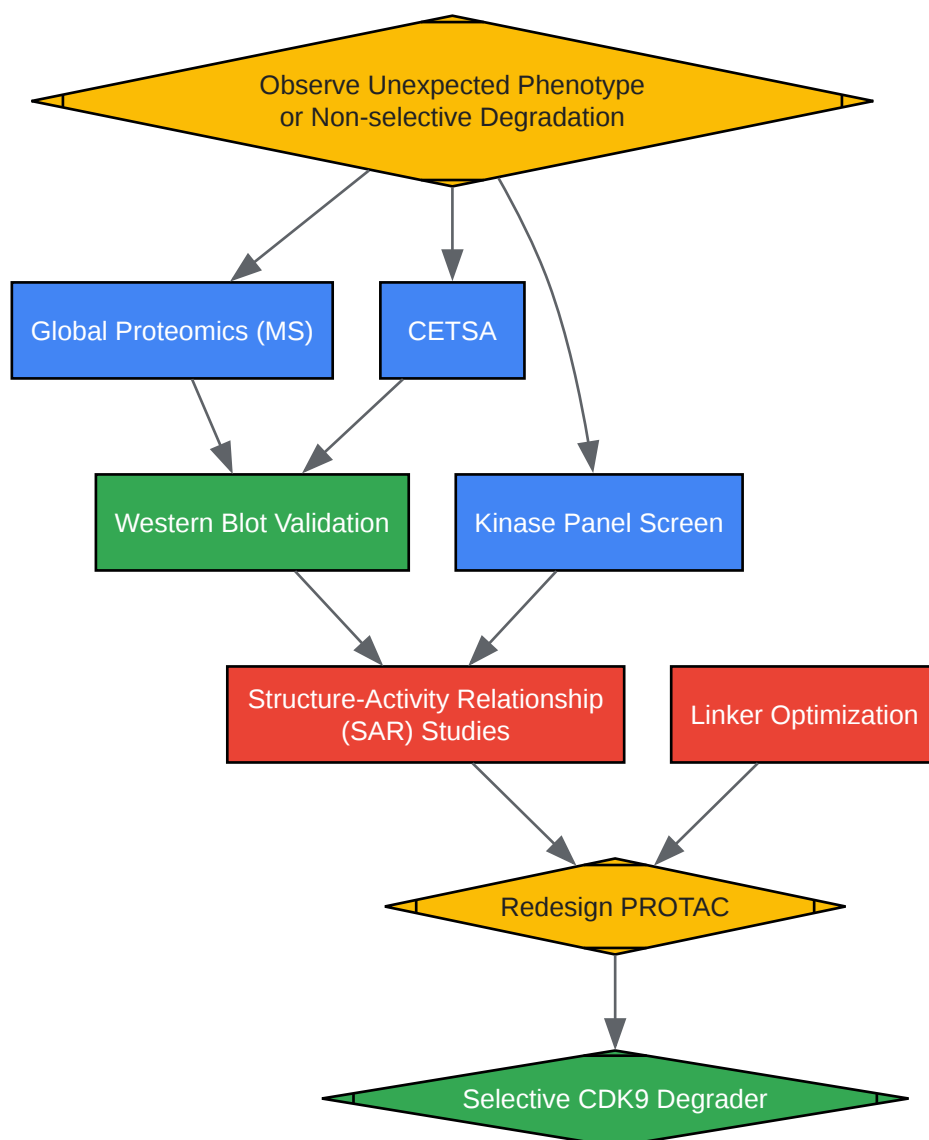 Observe Unexpected Phenotype
or Non-selective Degradation
Global Proteomics (MS)
CETSA
Western Blot Validation
Kinase Panel Screen
Structure-Activity Relationship
(SAR) Studies
Linker Optimization
Redesign PROTAC
Selective CDK9 Degrader